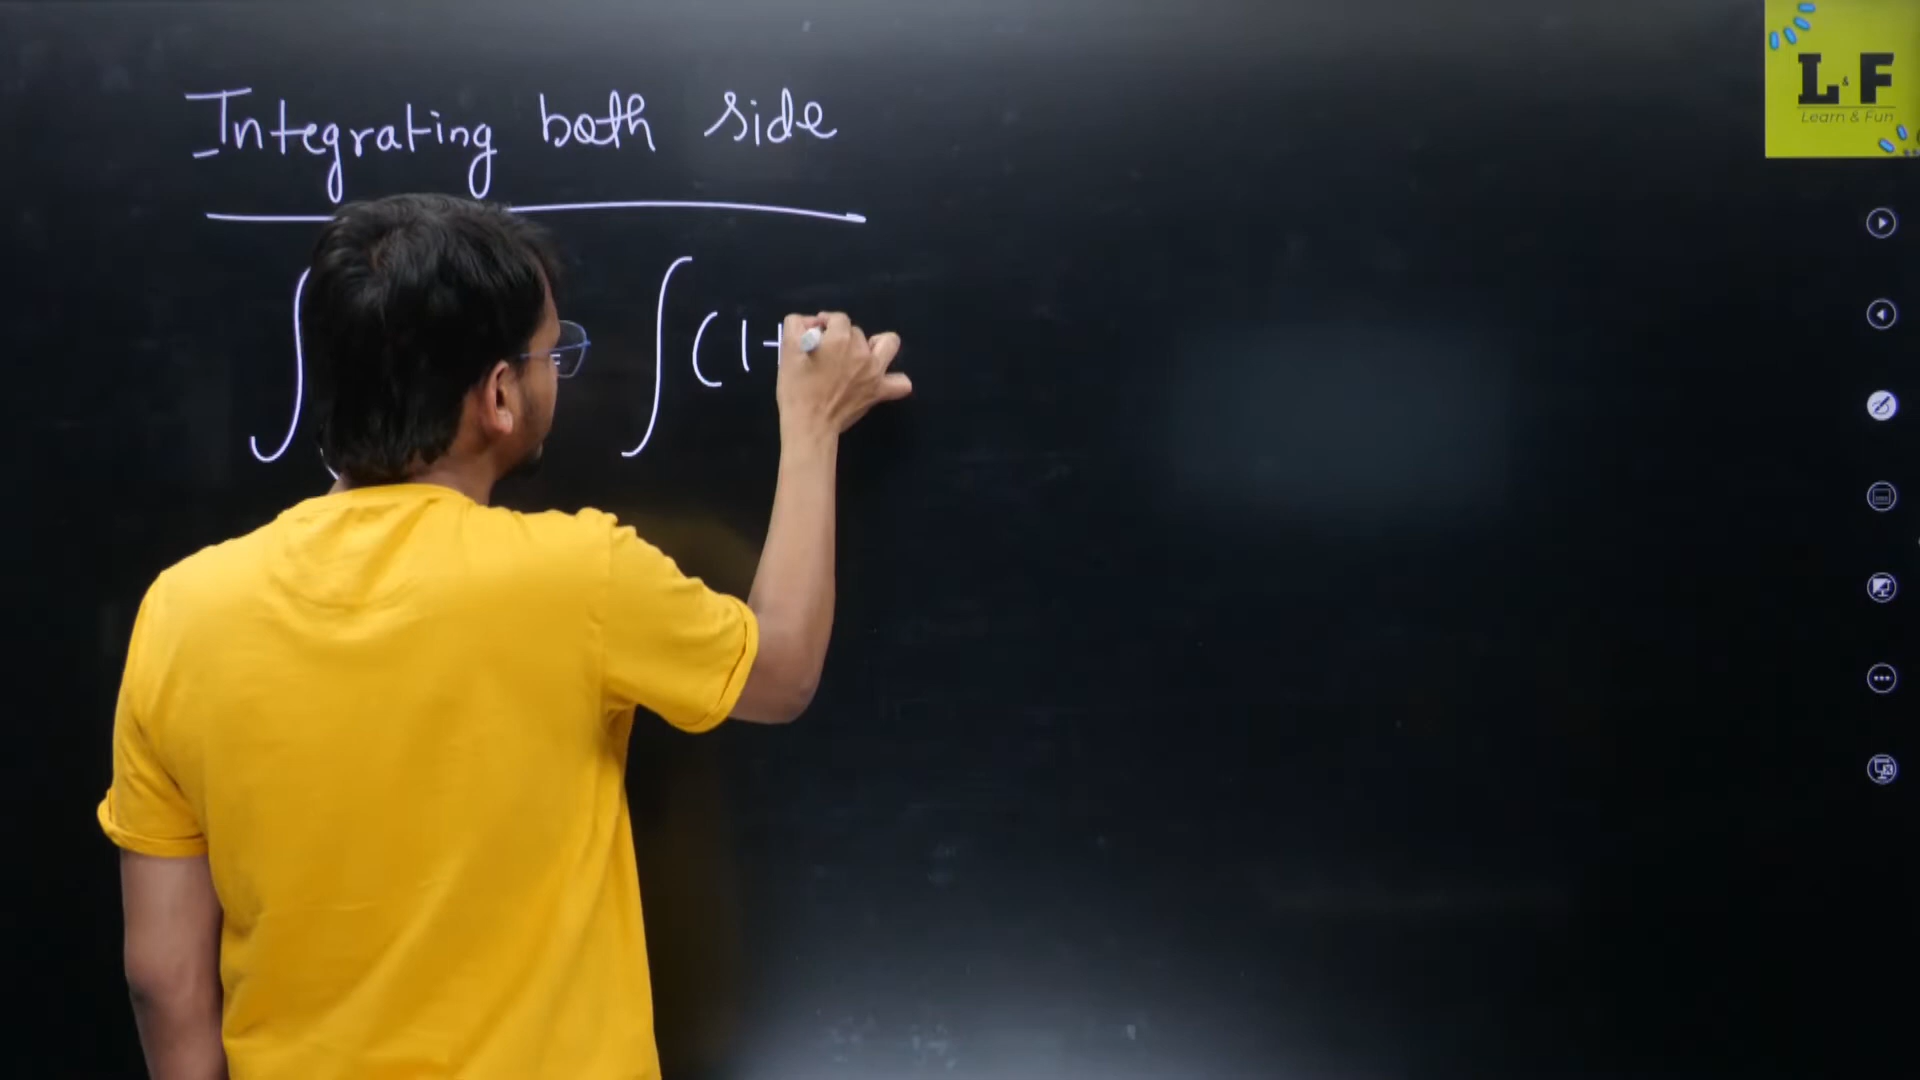 Integrating both side
∫ ∫(1+
L&F
Learn & Fun